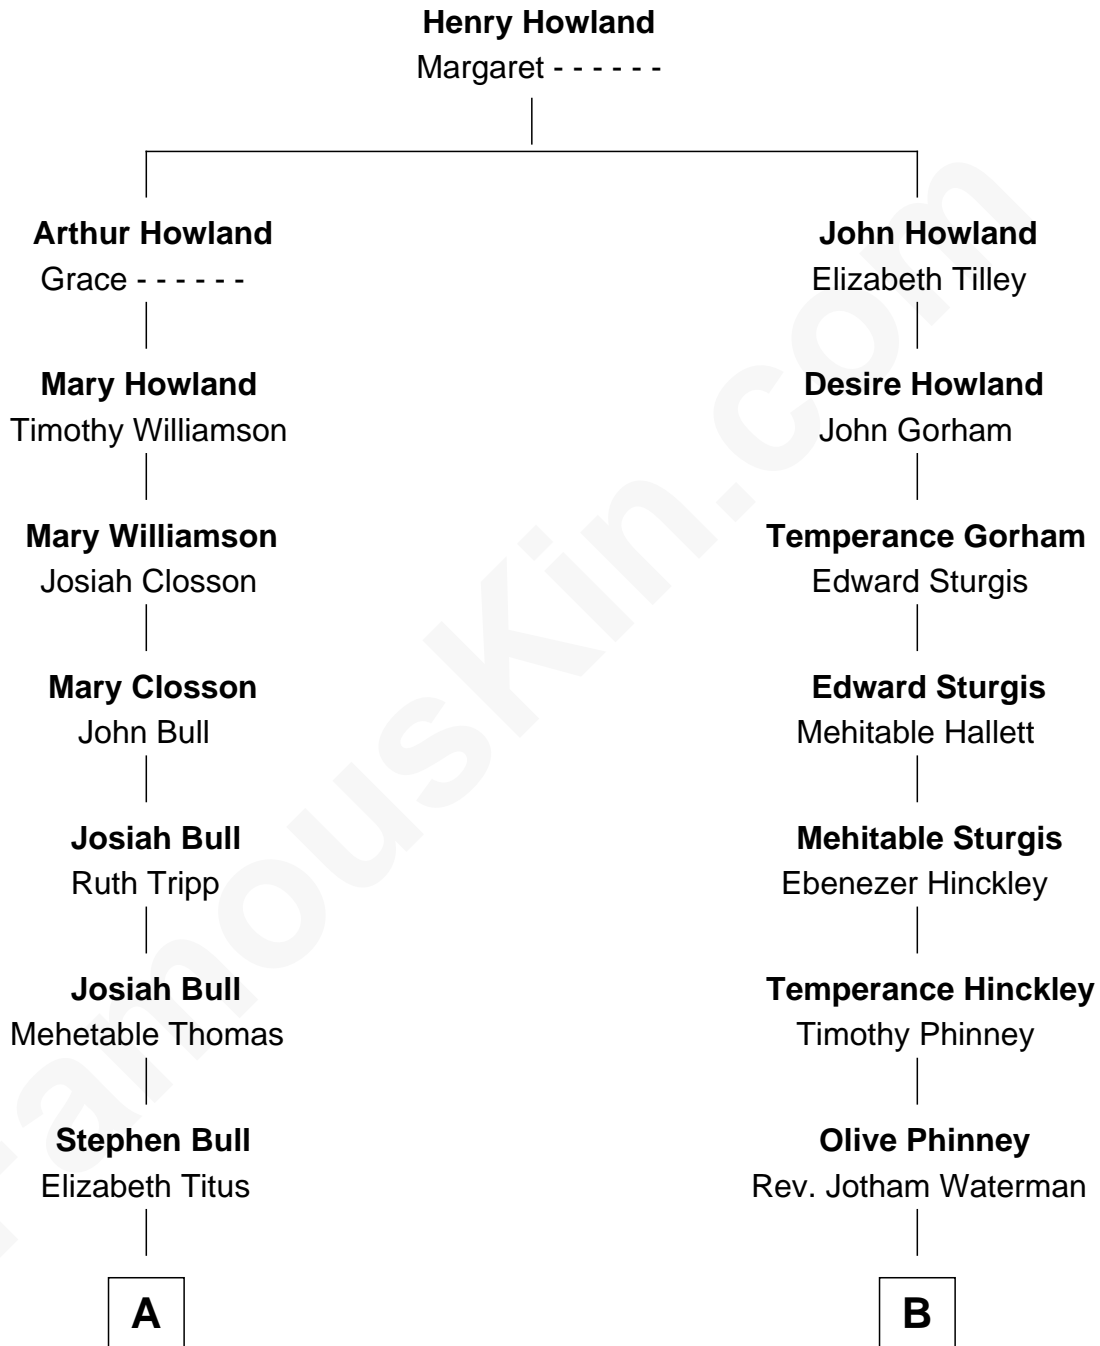 Henry Howland
Margaret - - - - - -
Arthur Howland
Grace - - - - - -
Mary Howland
Timothy Williamson
Mary Williamson
Josiah Closson
Mary Closson
John Bull
Josiah Bull
Ruth Tripp
Josiah Bull
Mehetable Thomas
Stephen Bull
Elizabeth Titus
A
John Howland
Elizabeth Tilley
Desire Howland
John Gorham
Temperance Gorham
Edward Sturgis
Edward Sturgis
Mehitable Hallett
Mehitable Sturgis
Ebenezer Hinckley
Temperance Hinckley
Timothy Phinney
Olive Phinney
Rev. Jotham Waterman
B
FamousKin.com